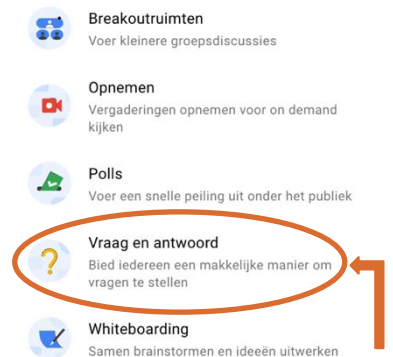 Breakoutruimten
Voer kleinere groepsdiscussies
Opnemen
Vergaderingen opnemen voor on demand
kijken
Polls
Voer een snelle peiling uit onder het publiek
Vraag en antwoord
Bied iedereen een makkelijke manier om
vragen te stellen
Whiteboarding
Samen brainstormen en ideeën uitwerken